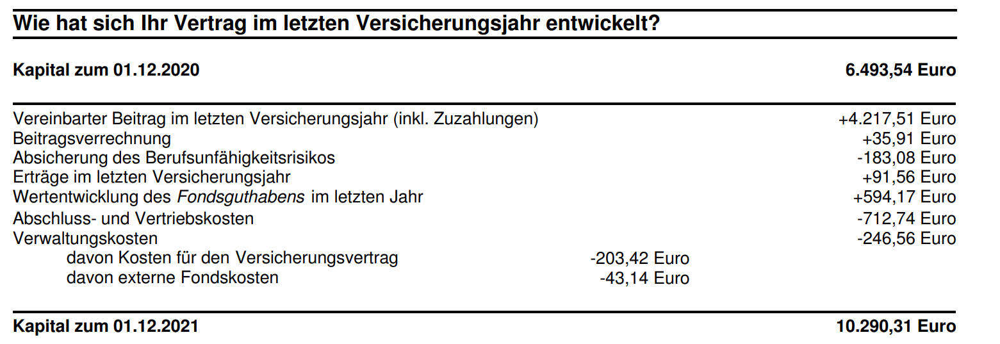 Wie hat sich Ihr Vertrag im letzten Versicherungsjahr entwickelt?
Kapital zum 01.12.2020 6.493,54 Euro
Vereinbarter Beitrag im letzten Versicherungsjahr (inkl. Zuzahlungen) +4.217,51 Euro
Beitragsverrechnung +35,91 Euro
Absicherung des Berufsunfähigkeitsrisikos -183,08 Euro
Erträge im letzten Versicherungsjahr +91,56 Euro
Wertentwicklung des Fondsguthabens im letzten Jahr +594,17 Euro
Abschluss- und Vertriebskosten -712,74 Euro
Verwaltungskosten -246,56 Euro
davon Kosten für den Versicherungsvertrag -203,42 Euro
davon externe Fondskosten -43,14 Euro
Kapital zum 01.12.2021 10.290,31 Euro